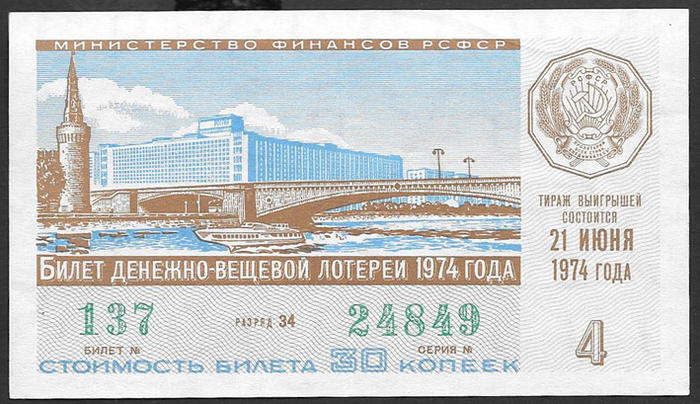 МИНИСТЕРСТВО ФИНАНСОВ РСФСР
ТИРАЖ ВЫИГРЫШЕЙ
СОСТОИТСЯ
21 ИЮНЯ
1974 ГОДА
БИЛЕТ ДЕНЕЖНО-ВЕЩЕВОЙ ЛОТЕРЕИ 1974 ГОДА
137 РАЗРЯД 34 24849
БИЛЕТ № СЕРИЯ №
4
СТОИМОСТЬ БИЛЕТА 30 КОПЕЕК